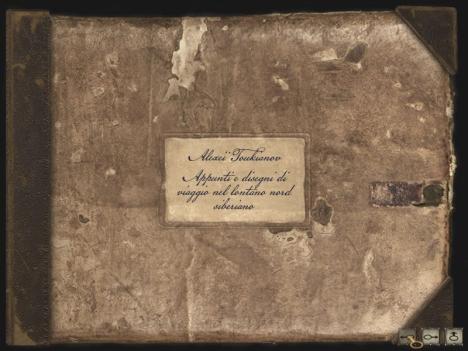 Alexeï Toukianov
Appunti e disegni di
viaggio nel lontano nord
siberiano